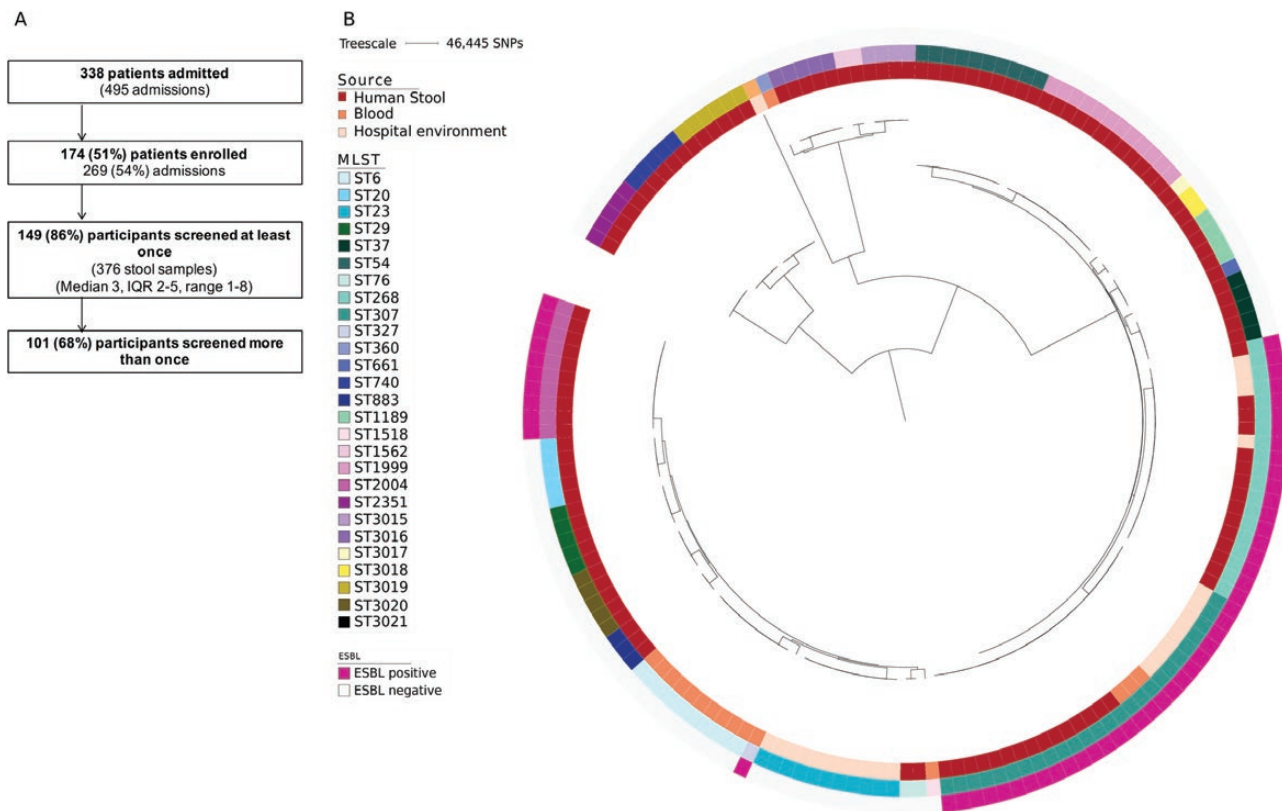 A
338 patients admitted
(495 admissions)
174 (51%) patients enrolled
269 (54%) admissions
149 (86%) participants screened at least
once
(376 stool samples)
(Median 3, IQR 2-5, range 1-8)
101 (68%) participants screened more
than once
B
Treescale 46,445 SNPs
Source
Human Stool
Blood
Hospital environment
MLST
ST6
ST20
ST23
ST29
ST37
ST54
ST76
ST268
ST307
ST327
ST360
ST661
ST740
ST883
ST1189
ST1518
ST1562
ST1999
ST2004
ST2351
ST3015
ST3016
ST3017
ST3018
ST3019
ST3020
ST3021
ESBL
ESBL positive
ESBL negative